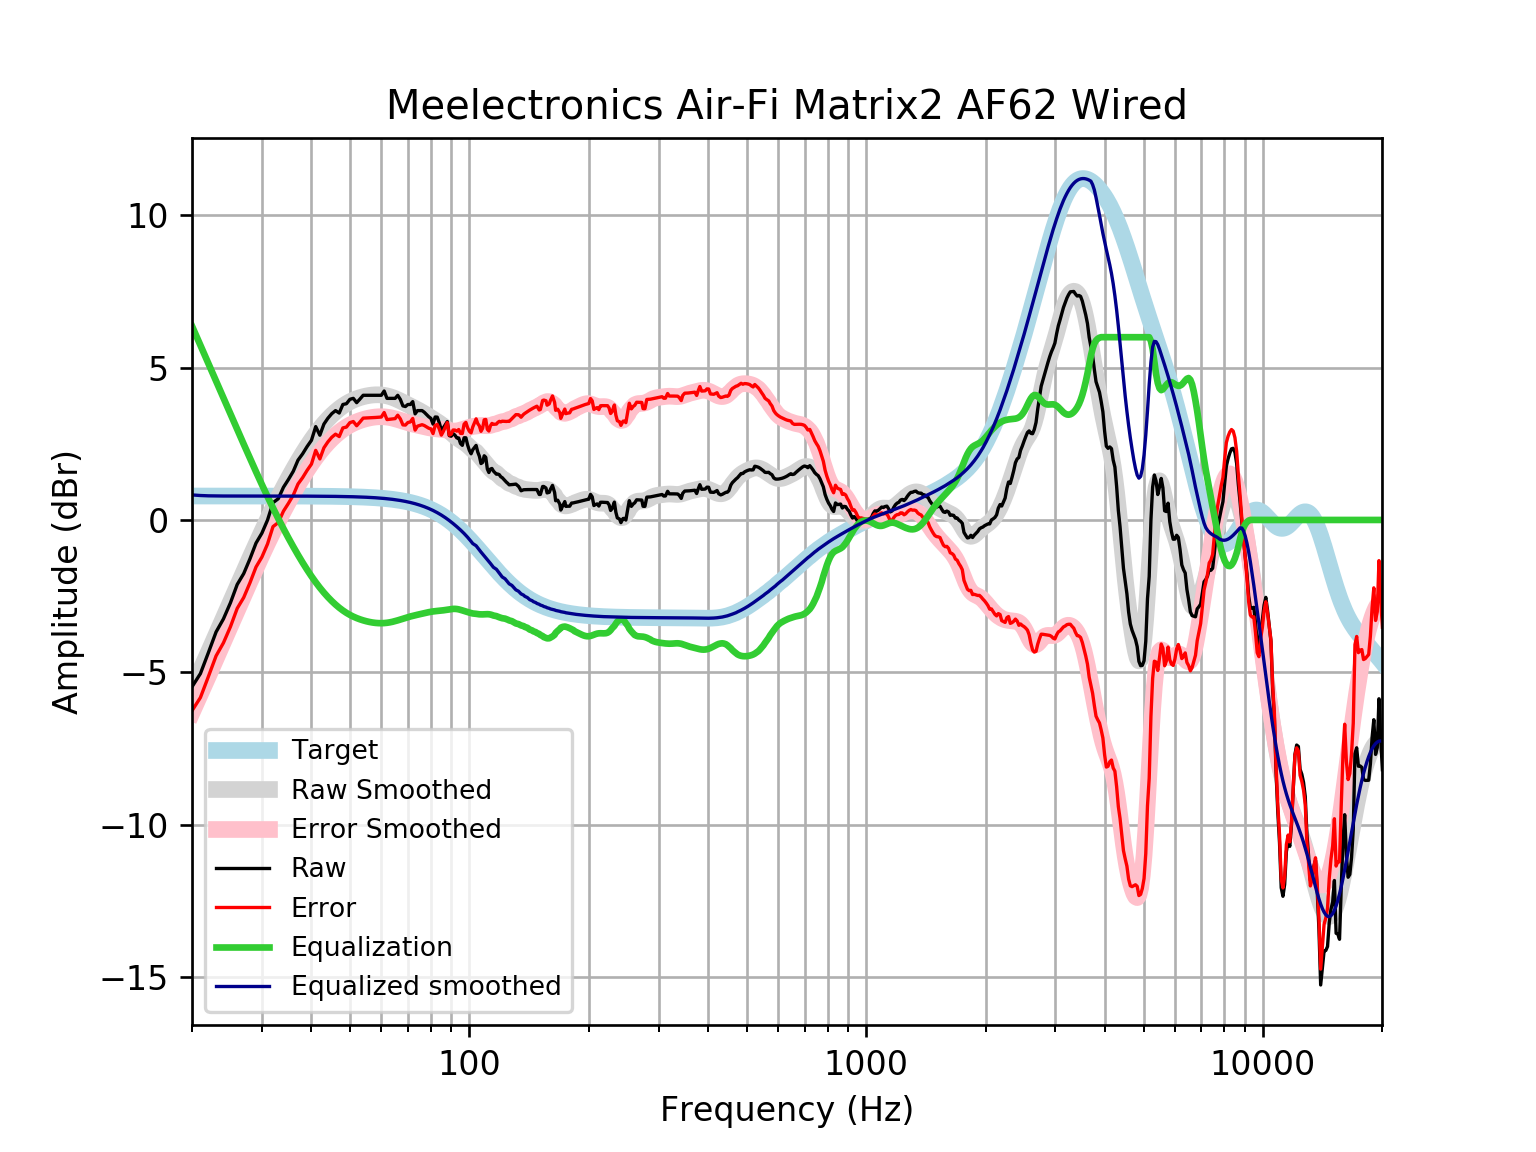 Meelectronics Air-Fi Matrix2 AF62 Wired
Amplitude (dBr)
10
5
0
−5
−10
−15
Target
Raw Smoothed
Error Smoothed
Raw
Error
Equalization
Equalized smoothed
100
1000
10000
Frequency (Hz)